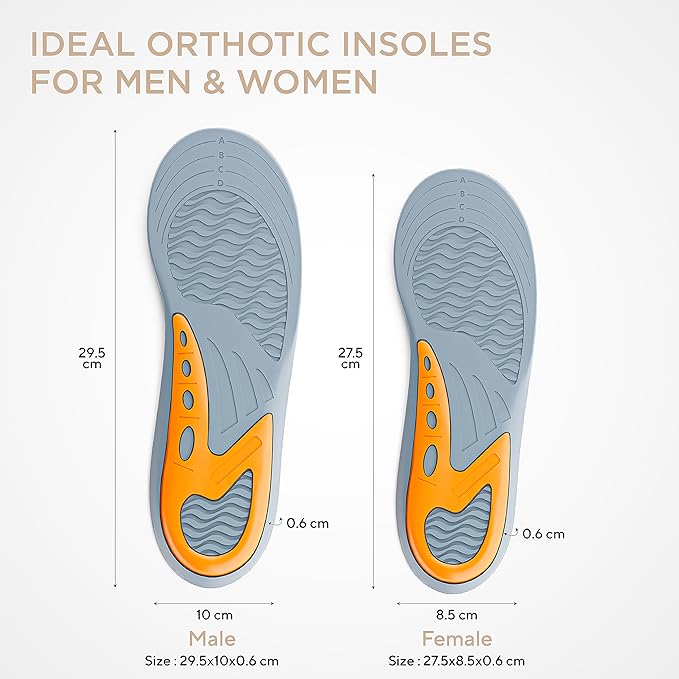 IDEAL ORTHOTIC INSOLES
FOR MEN & WOMEN
A
B
C
D
A
B
C
D
29.5
cm
27.5
cm
0.6 cm
0.6 cm
10 cm
8.5 cm
Male
Female
Size : 29.5x10x0.6 cm
Size : 27.5x8.5x0.6 cm